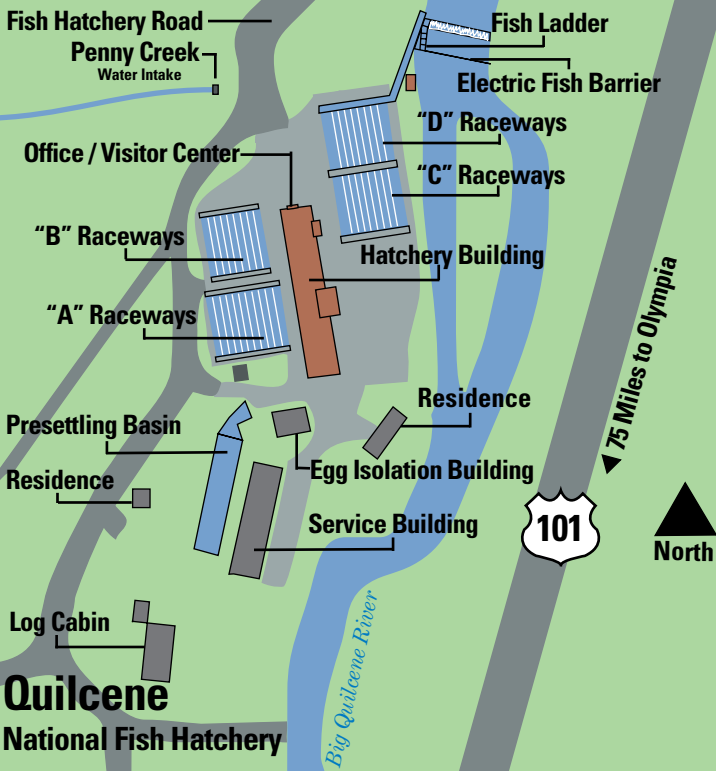 Fish Hatchery Road
Fish Ladder
Penny Creek
Water Intake
Electric Fish Barrier
"D" Raceways
Office / Visitor Center
"C" Raceways
"B" Raceways
Hatchery Building
"A" Raceways
75 Miles to Olympia
Residence
Presettling Basin
Egg Isolation Building
Residence
Service Building
101
North
Log Cabin
Big Quilcene River
Quilcene
National Fish Hatchery